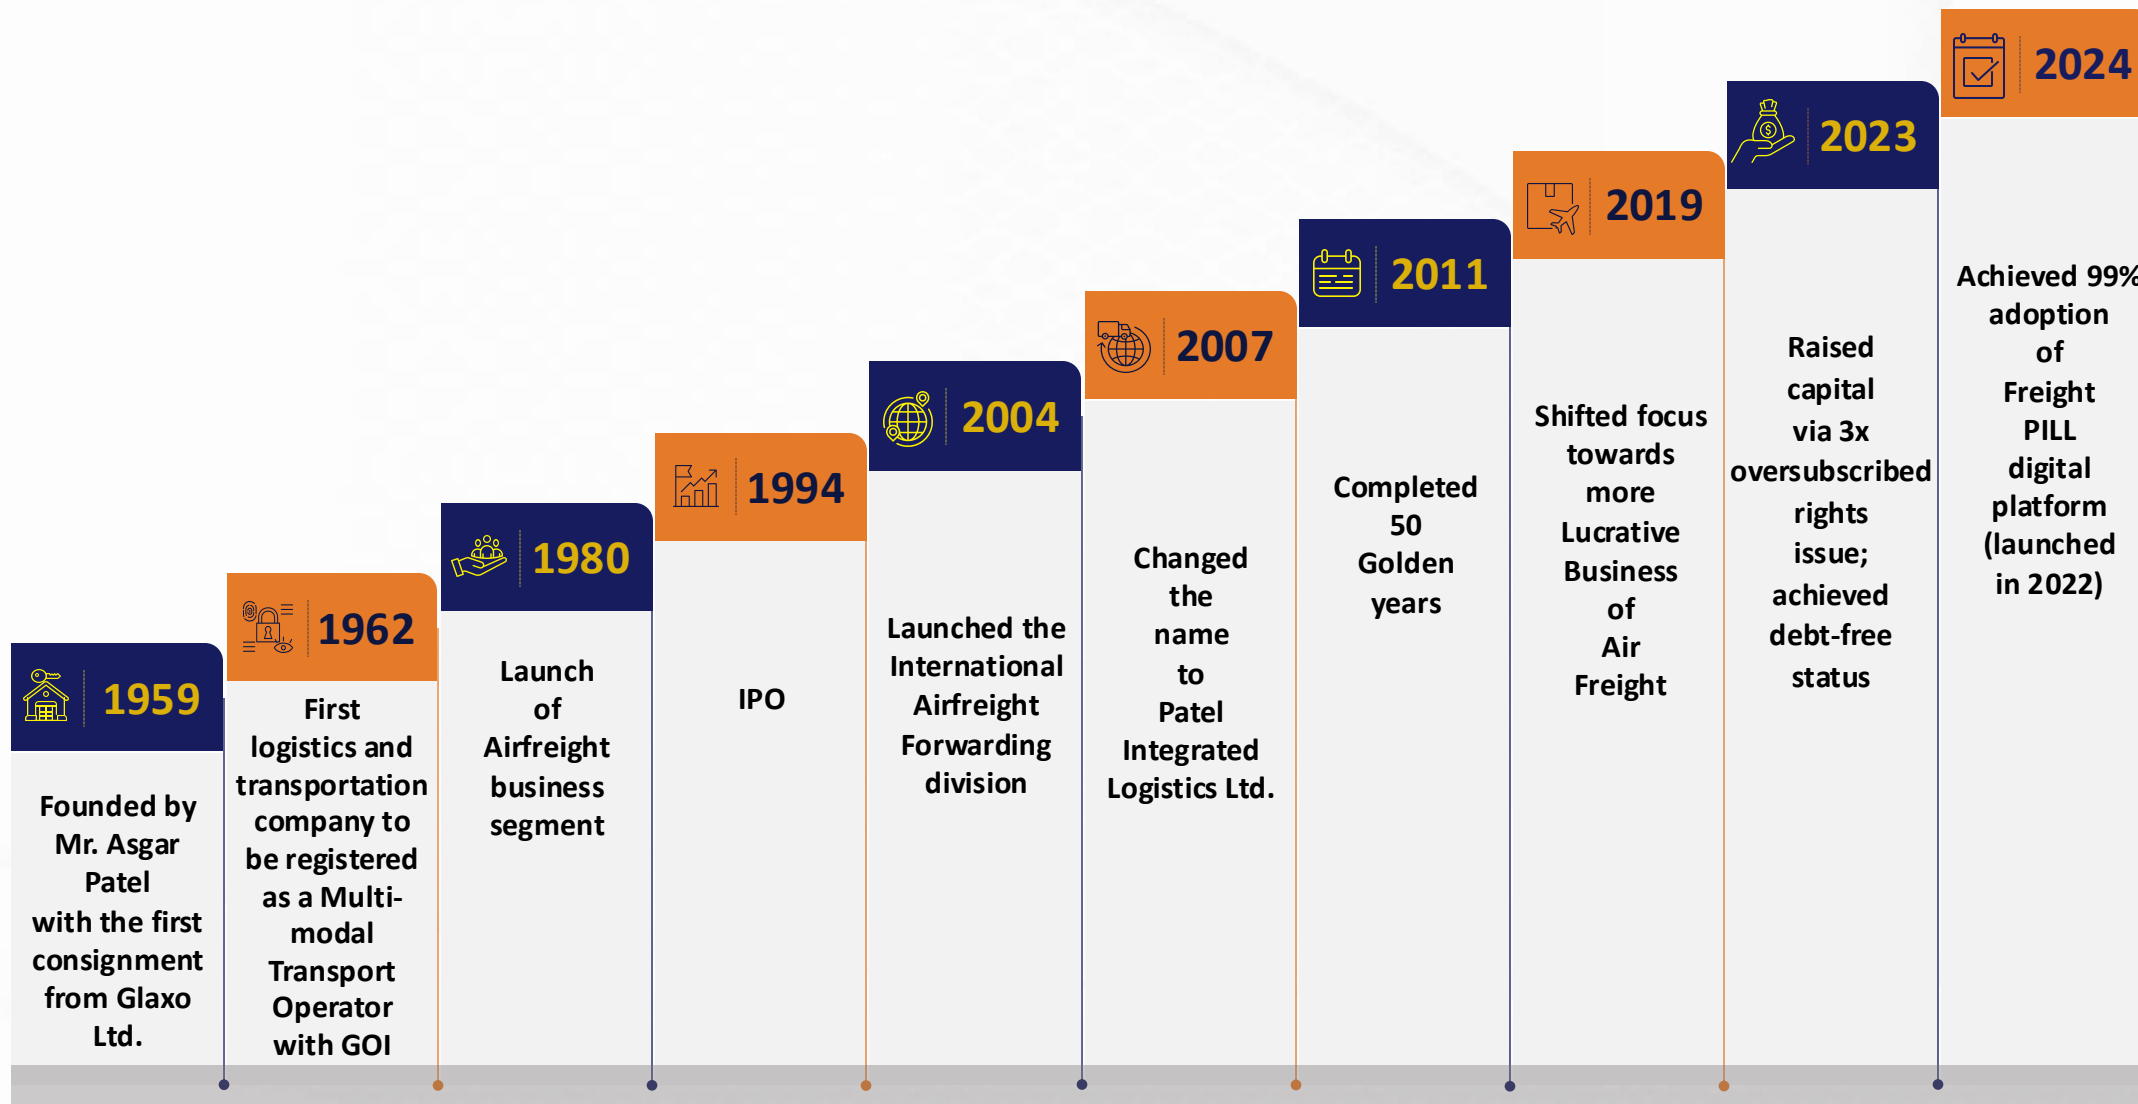 1959
Founded by
Mr. Asgar
Patel
with the first
consignment
from Glaxo
Ltd.
1962
First
logistics and
transportation
company to
be registered
as a Multi-
modal
Transport
Operator
with GOI
1980
Launch
of
Airfreight
business
segment
1994
IPO
2004
Launched the
International
Airfreight
Forwarding
division
2007
Changed
the
name
to
Patel
Integrated
Logistics Ltd.
2011
Completed
50
Golden
years
2019
Shifted focus
towards
more
Lucrative
Business
of
Air
Freight
2023
Raised
capital
via 3x
oversubscribed
rights
issue;
achieved
debt-free
status
2024
Achieved 99%
adoption
of
Freight
PILL
digital
platform
(launched
in 2022)